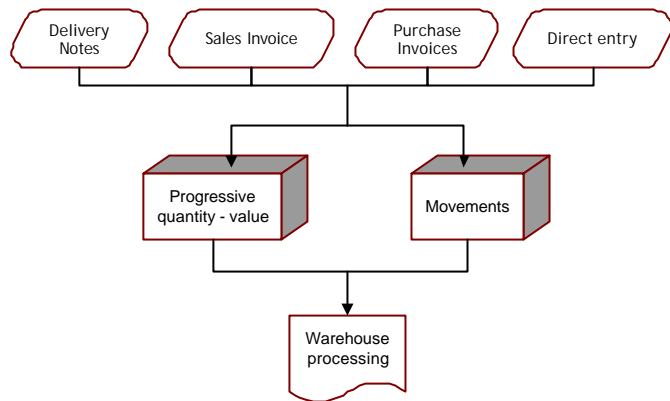 Delivery
Notes
Sales Invoice
Purchase
Invoices
Direct entry
Progressive
quantity - value
Movements
Warehouse
processing